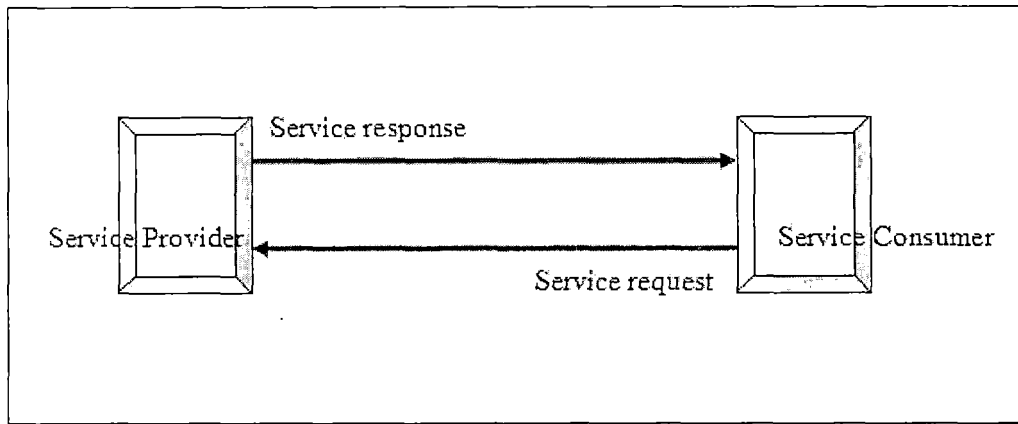 Service response
Service Provider
Service Consumer
Service request